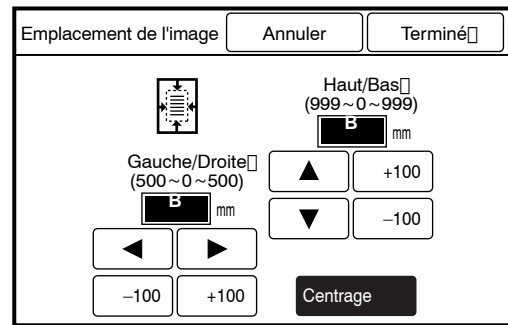 Emplacement de l'image Annuler Terminé
Haut/Bas
(999~0~999)
B mm
Gauche/Droite
(500~0~500)
B mm
+100
−100
−100 +100
Centrage